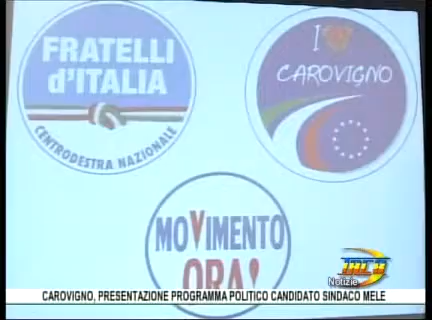 FRATELLI
d'ITALIA
CENTRODESTRA NAZIONALE
I
CAROVIGNO
MOVIMENTO
ORA!
Notizie
CAROVIGNO, PRESENTAZIONE PROGRAMMA POLITICO CANDIDATO SINDACO MELE